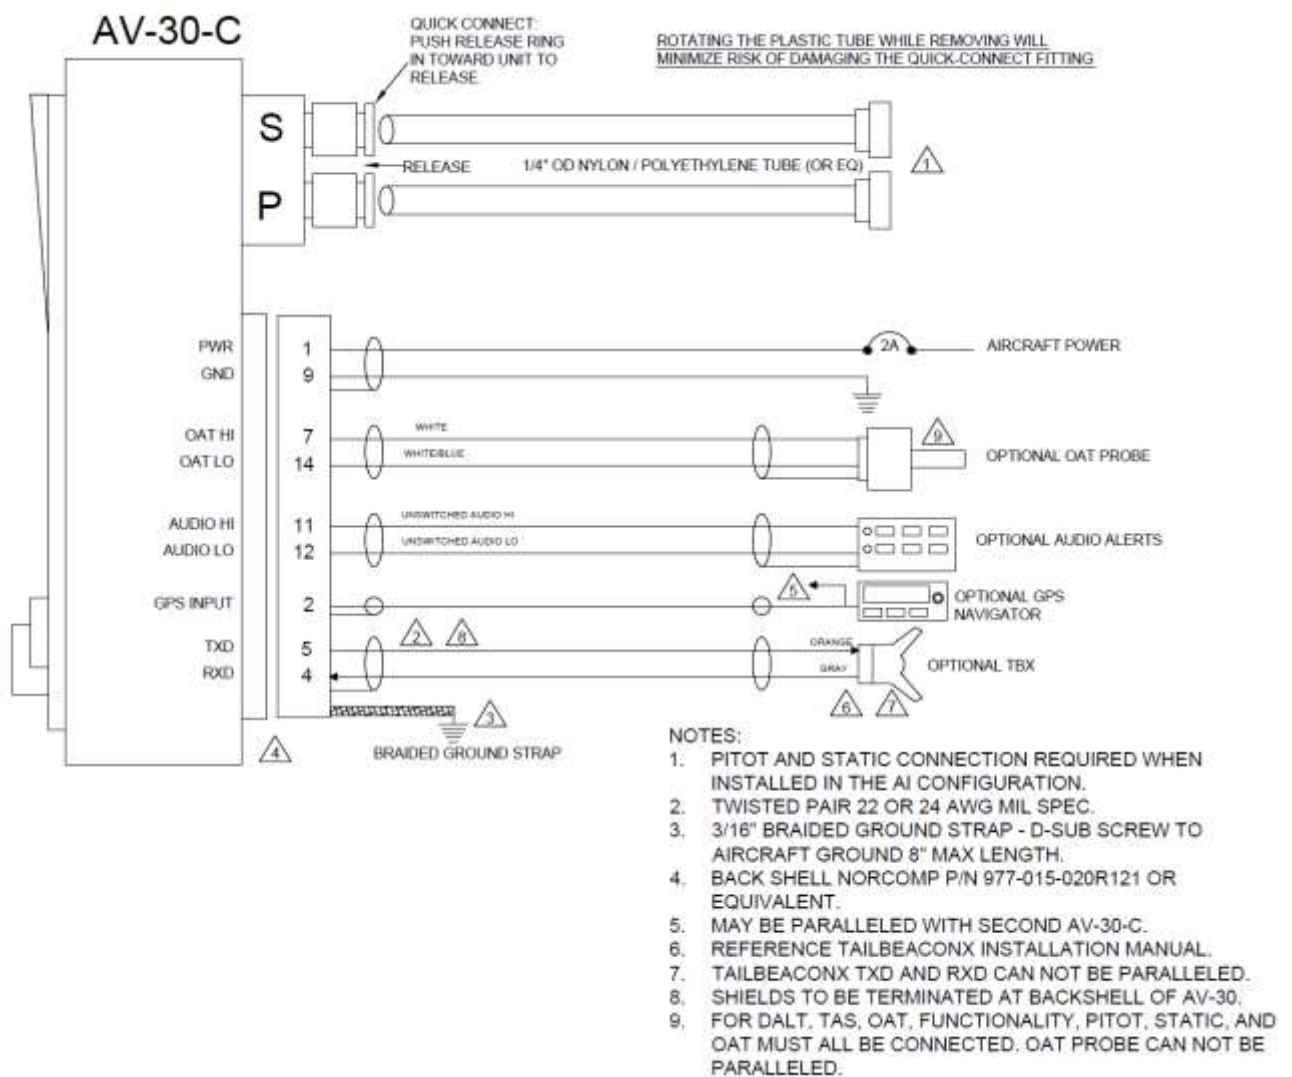 AV-30-C
QUICK CONNECT:
PUSH RELEASE RING
IN TOWARD UNIT TO
RELEASE.
ROTATING THE PLASTIC TUBE WHILE REMOVING WILL
MINIMIZE RISK OF DAMAGING THE QUICK-CONNECT FITTING
S
RELEASE
1/4" OD NYLON / POLYETHYLENE TUBE (OR EQ)
1
P
PWR 1 2A AIRCRAFT POWER
GND 9
OAT HI 7 WHITE 9
OAT LO 14 WHITE/BLUE OPTIONAL OAT PROBE
AUDIO HI 11 UNSWITCHED AUDIO HI
AUDIO LO 12 UNSWITCHED AUDIO LO OPTIONAL AUDIO ALERTS
GPS INPUT 2 5 OPTIONAL GPS
NAVIGATOR
2 8
TXD 5 ORANGE
RXD 4 GRAY OPTIONAL TBX
6 7
3
4
BRAIDED GROUND STRAP
NOTES:
1. PITOT AND STATIC CONNECTION REQUIRED WHEN
INSTALLED IN THE AI CONFIGURATION.
2. TWISTED PAIR 22 OR 24 AWG MIL SPEC.
3. 3/16" BRAIDED GROUND STRAP - D-SUB SCREW TO
AIRCRAFT GROUND 8" MAX LENGTH.
4. BACK SHELL NORCOMP P/N 977-015-020R121 OR
EQUIVALENT.
5. MAY BE PARALLELED WITH SECOND AV-30-C.
6. REFERENCE TAILBEACONX INSTALLATION MANUAL.
7. TAILBEACONX TXD AND RXD CAN NOT BE PARALLELED.
8. SHIELDS TO BE TERMINATED AT BACKSHELL OF AV-30.
9. FOR DALT, TAS, OAT, FUNCTIONALITY, PITOT, STATIC, AND
OAT MUST ALL BE CONNECTED. OAT PROBE CAN NOT BE
PARALLELED.